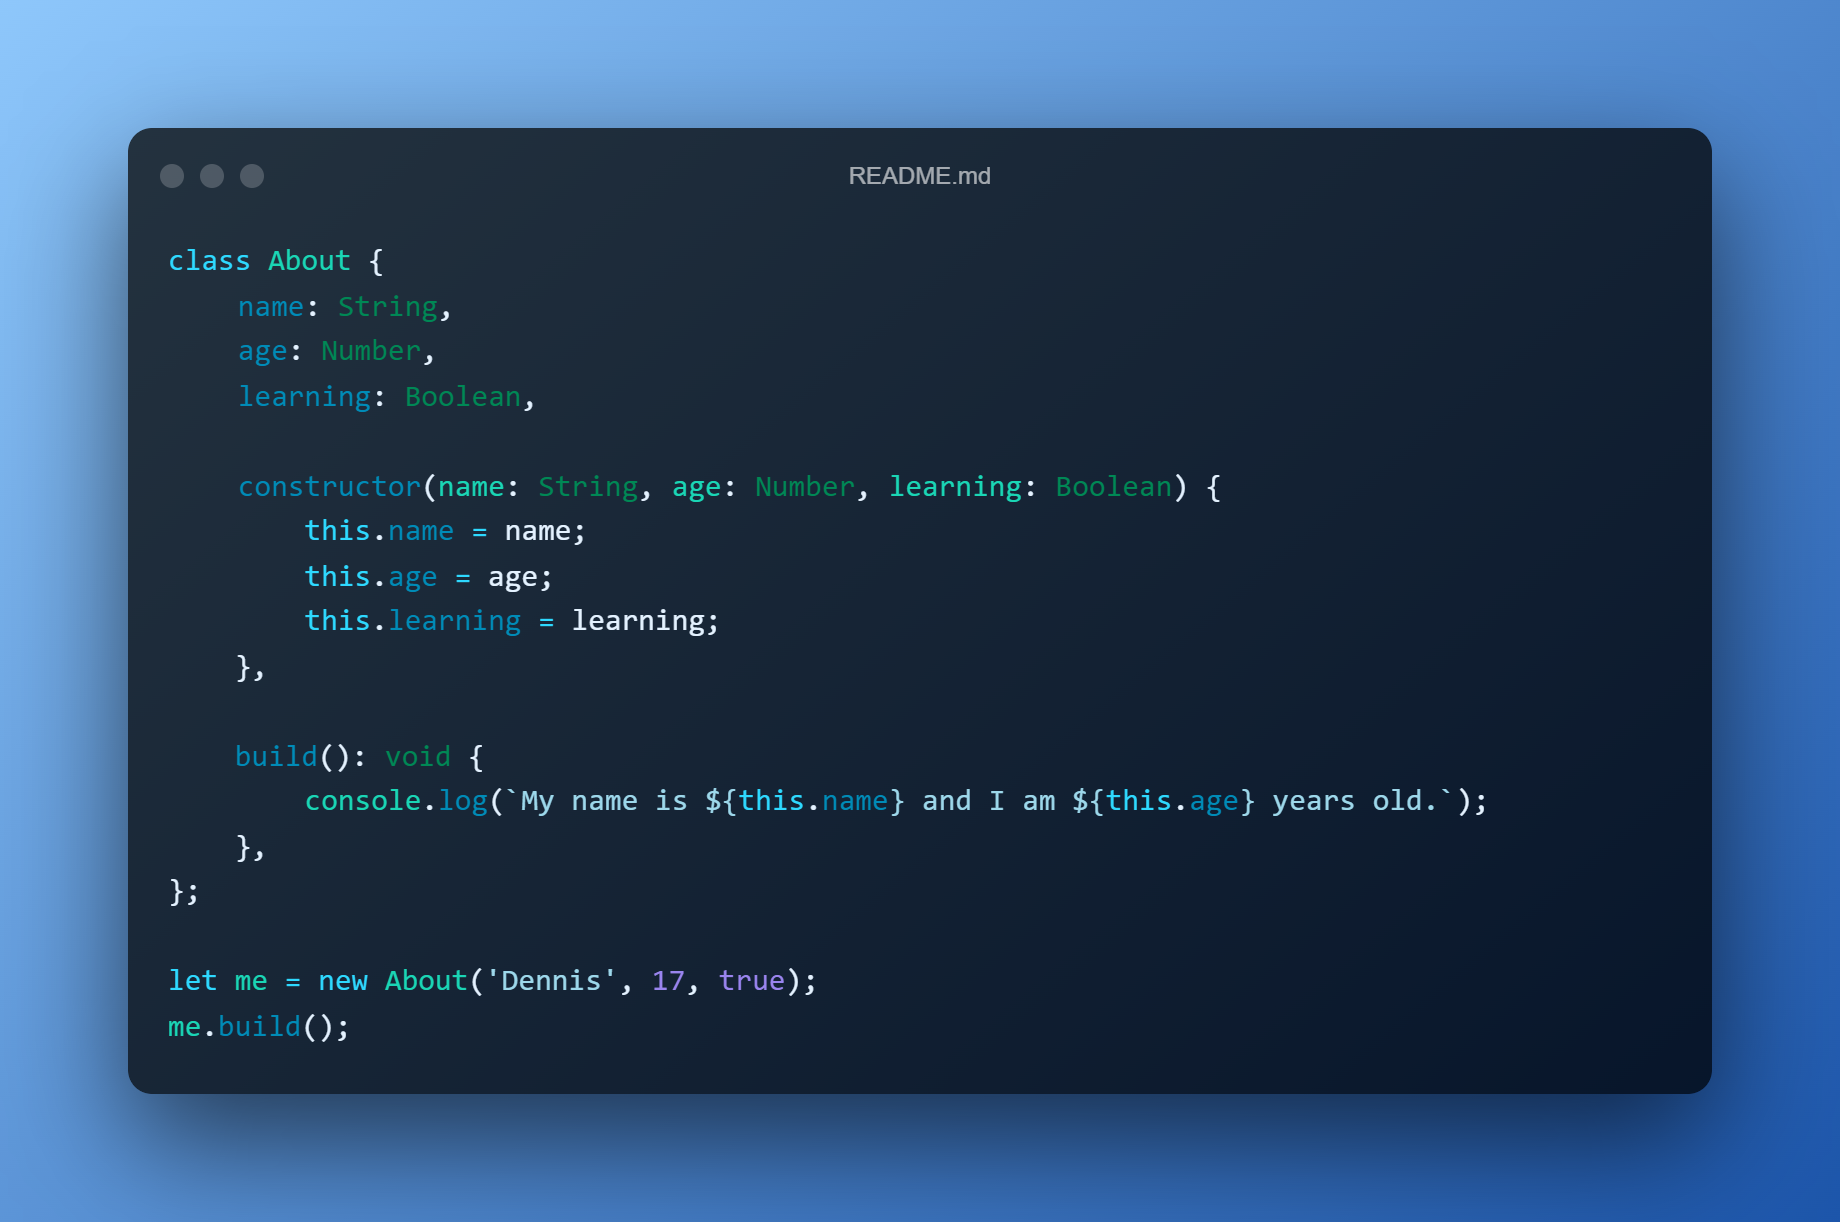 README.md
class About {
    name: String,
    age: Number,
    learning: Boolean,

    constructor(name: String, age: Number, learning: Boolean) {
        this.name = name;
        this.age = age;
        this.learning = learning;
    },

    build(): void {
        console.log(`My name is ${this.name} and I am ${this.age} years old.`);
    },
};

let me = new About('Dennis', 17, true);
me.build();